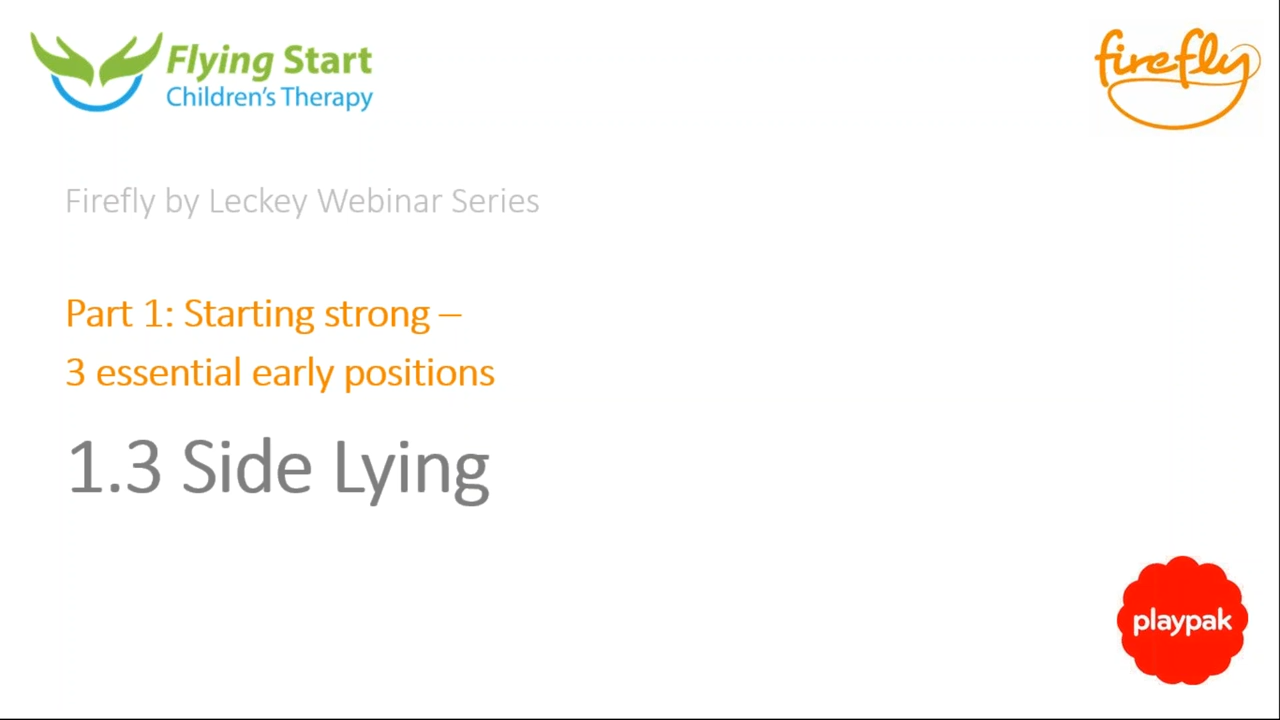 Flying Start
Children's Therapy
firefly
Firefly by Leckey Webinar Series
Part 1: Starting strong –
3 essential early positions
1.3 Side Lying
playpak